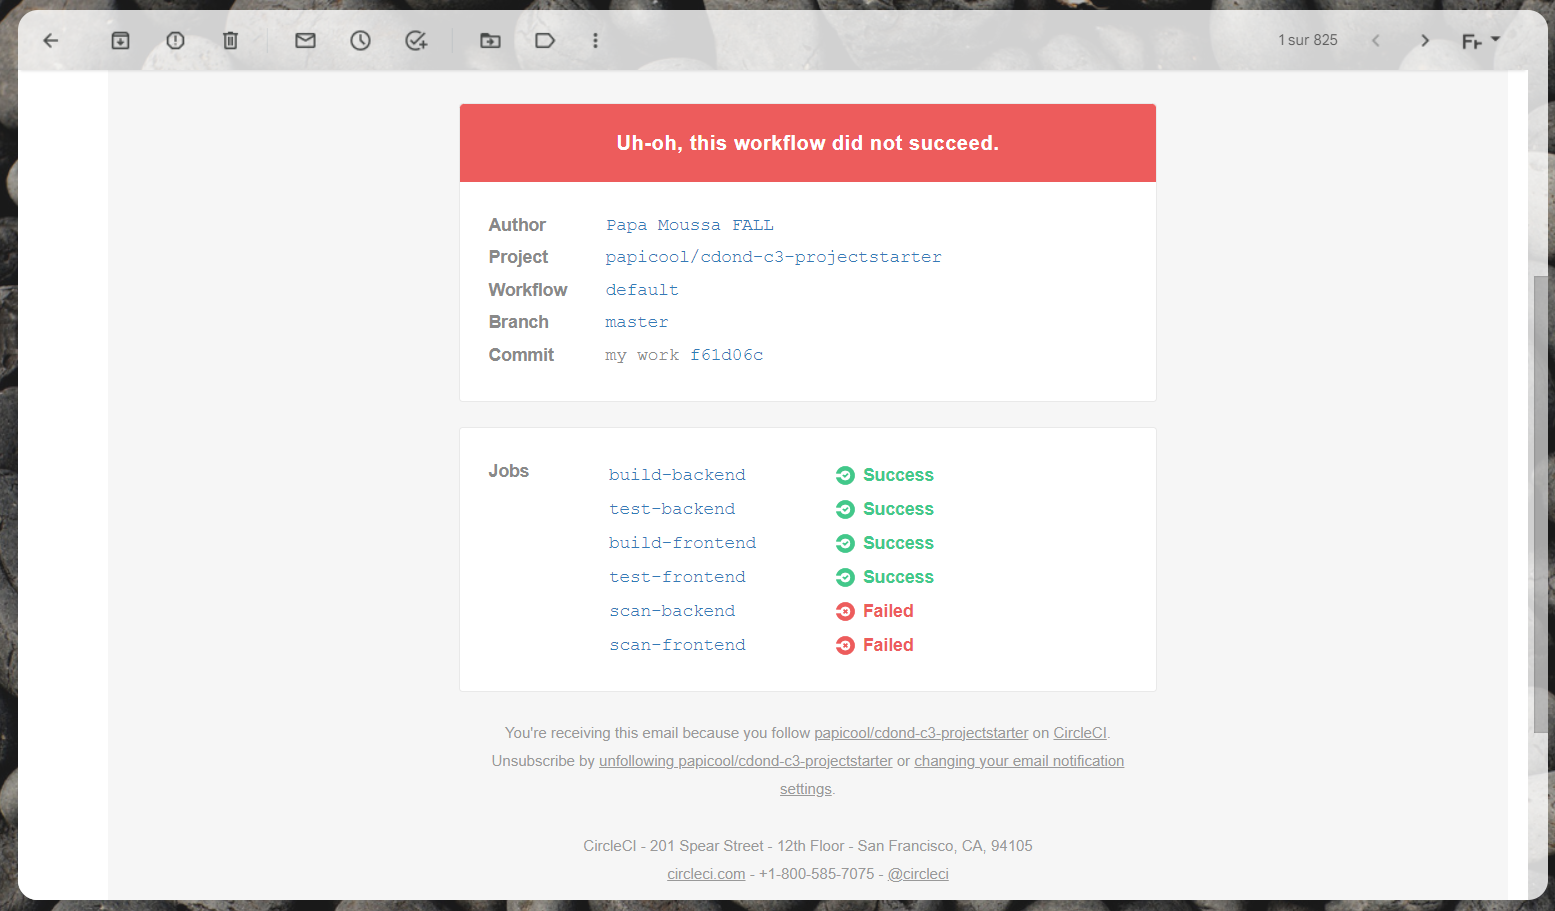 1 sur 825
Fr
Uh-oh, this workflow did not succeed.
Author Papa Moussa FALL
Project papicool/cdond-c3-projectstarter
Workflow default
Branch master
Commit my work f61d06c
Jobs
build-backend Success
test-backend Success
build-frontend Success
test-frontend Success
scan-backend Failed
scan-frontend Failed
You're receiving this email because you follow papicool/cdond-c3-projectstarter on CircleCI.
Unsubscribe by unfollowing papicool/cdond-c3-projectstarter or changing your email notification
settings.
CircleCI - 201 Spear Street - 12th Floor - San Francisco, CA, 94105
circleci.com - +1-800-585-7075 - @circleci